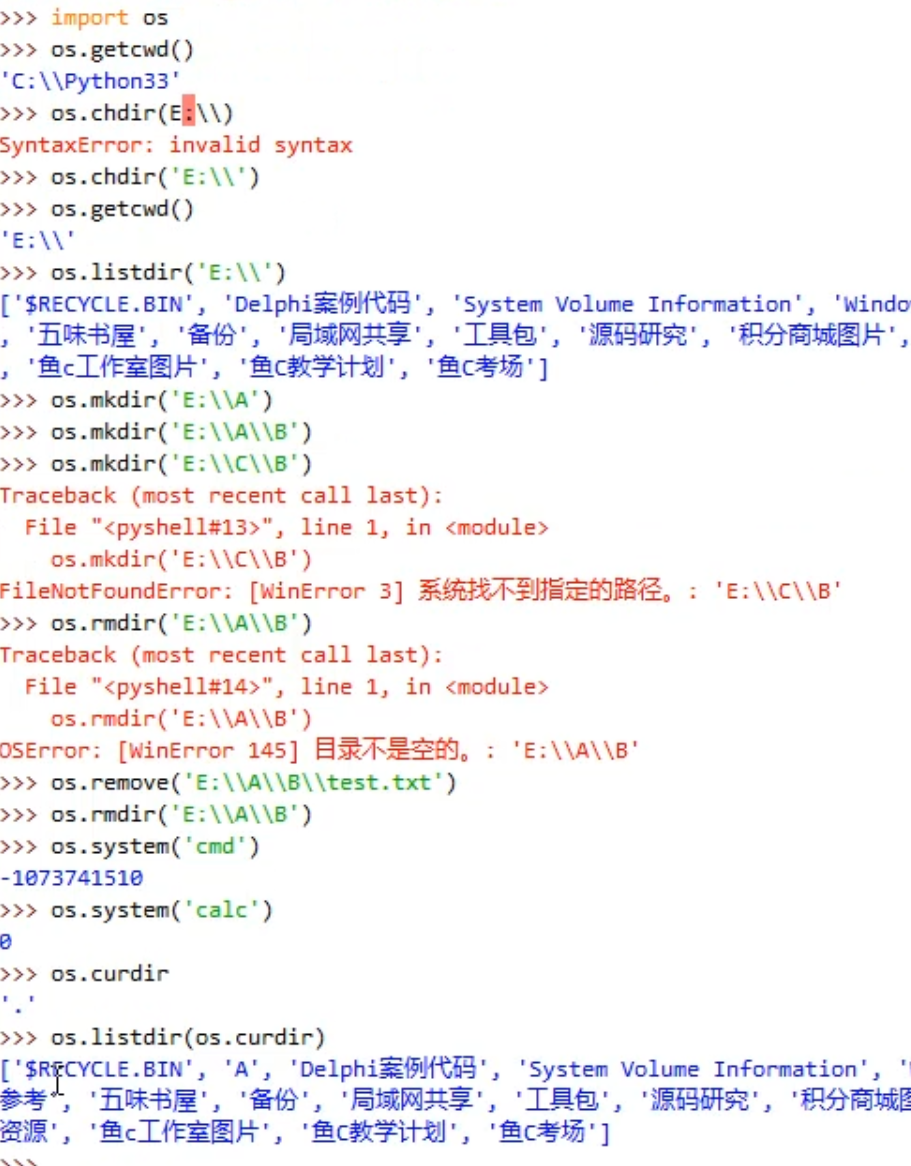 >>> import os
>>> os.getcwd()
'C:\\Python33'
>>> os.chdir(E:\\)
SyntaxError: invalid syntax
>>> os.chdir('E:\\')
>>> os.getcwd()
'E:\\'
>>> os.listdir('E:\\')
['$RECYCLE.BIN', 'Delphi案例代码', 'System Volume Information', 'Windo
, '五味书屋', '备份', '局域网共享', '工具包', '源码研究', '积分商城图片',
, '鱼c工作室图片', '鱼C教学计划', '鱼C考场']
>>> os.mkdir('E:\\A')
>>> os.mkdir('E:\\A\\B')
>>> os.mkdir('E:\\C\\B')
Traceback (most recent call last):
  File "<pyshell#13>", line 1, in <module>
    os.mkdir('E:\\C\\B')
FileNotFoundError: [WinError 3] 系统找不到指定的路径。: 'E:\\C\\B'
>>> os.rmdir('E:\\A\\B')
Traceback (most recent call last):
  File "<pyshell#14>", line 1, in <module>
    os.rmdir('E:\\A\\B')
OSError: [WinError 145] 目录不是空的。: 'E:\\A\\B'
>>> os.remove('E:\\A\\B\\test.txt')
>>> os.rmdir('E:\\A\\B')
>>> os.system('cmd')
-1073741510
>>> os.system('calc')
0
>>> os.curdir
'.'
>>> os.listdir(os.curdir)
['$RECYCLE.BIN', 'A', 'Delphi案例代码', 'System Volume Information', '
参考', '五味书屋', '备份', '局域网共享', '工具包', '源码研究', '积分商城
资源', '鱼c工作室图片', '鱼C教学计划', '鱼C考场']
>>>